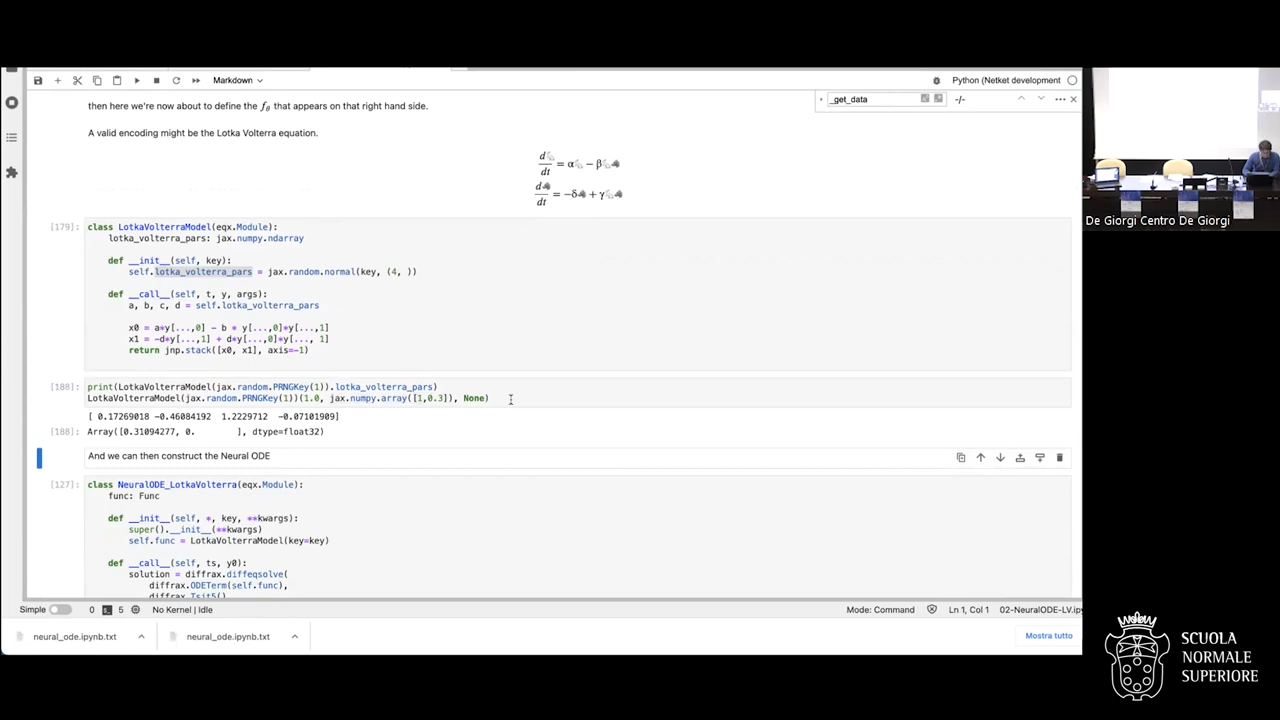 Markdown
Python (Netket development
then here we're now about to define the fθ that appears on that right hand side.
_get_data
-/-
A valid encoding might be the Lotka Volterra equation.
d🐇/dt = α🐇 − β🐇
d/dt = −δ + γ
[179]:
class LotkaVolterraModel(eqx.Module):
lotka_volterra_pars: jax.numpy.ndarray
def __init__(self, key):
self.lotka_volterra_pars = jax.random.normal(key, (4, ))
def __call__(self, t, y, args):
a, b, c, d = self.lotka_volterra_pars
x0 = a*y[...,0] - b * y[...,0]*y[...,1]
x1 = -d*y[...,1] + d*y[...,0]*y[..., 1]
return jnp.stack([x0, x1], axis=-1)
[188]:
print(LotkaVolterraModel(jax.random.PRNGKey(1)).lotka_volterra_pars)
LotkaVolterraModel(jax.random.PRNGKey(1))(1.0, jax.numpy.array([1,0.3]), None)
[ 0.17269018 -0.46084192 1.2229712 -0.07101909]
[188]:
Array([0.31094277, 0. ], dtype=float32)
And we can then construct the Neural ODE
[127]:
class NeuralODE_LotkaVolterra(eqx.Module):
func: Func
def __init__(self, *, key, **kwargs):
super().__init__(**kwargs)
self.func = LotkaVolterraModel(key=key)
def __call__(self, ts, y0):
solution = diffrax.diffeqsolve(
diffrax.ODETerm(self.func),
diffrax.Tsit5(),
Simple 0 5 No Kernel | Idle
Mode: Command Ln 1, Col 1 02-NeuralODE-LV.ipy
neural_ode.ipynb.txt
neural_ode.ipynb.txt
Mostra tutto
De Giorgi Centro De Giorgi
SCUOLA
NORMALE
SUPERIORE